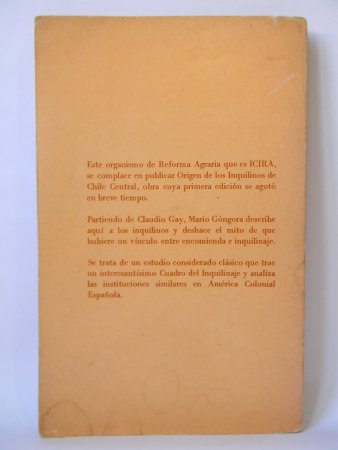 Este organismo de Reforma Agraria que es ICIRA,
se complace en publicar Origen de los Inquilinos de
Chile Central, obra cuya primera edición se agotó
en breve tiempo.
Partiendo de Claudio Gay, Mario Góngora describe
aquí a los inquilinos y deshace el mito de que
hubiere un vínculo entre encomienda e inquilinaje.
Se trata de un estudio considerado clásico que trae
un interesantísimo Cuadro del Inquilinaje y analiza
las instituciones similares en América Colonial
Española.